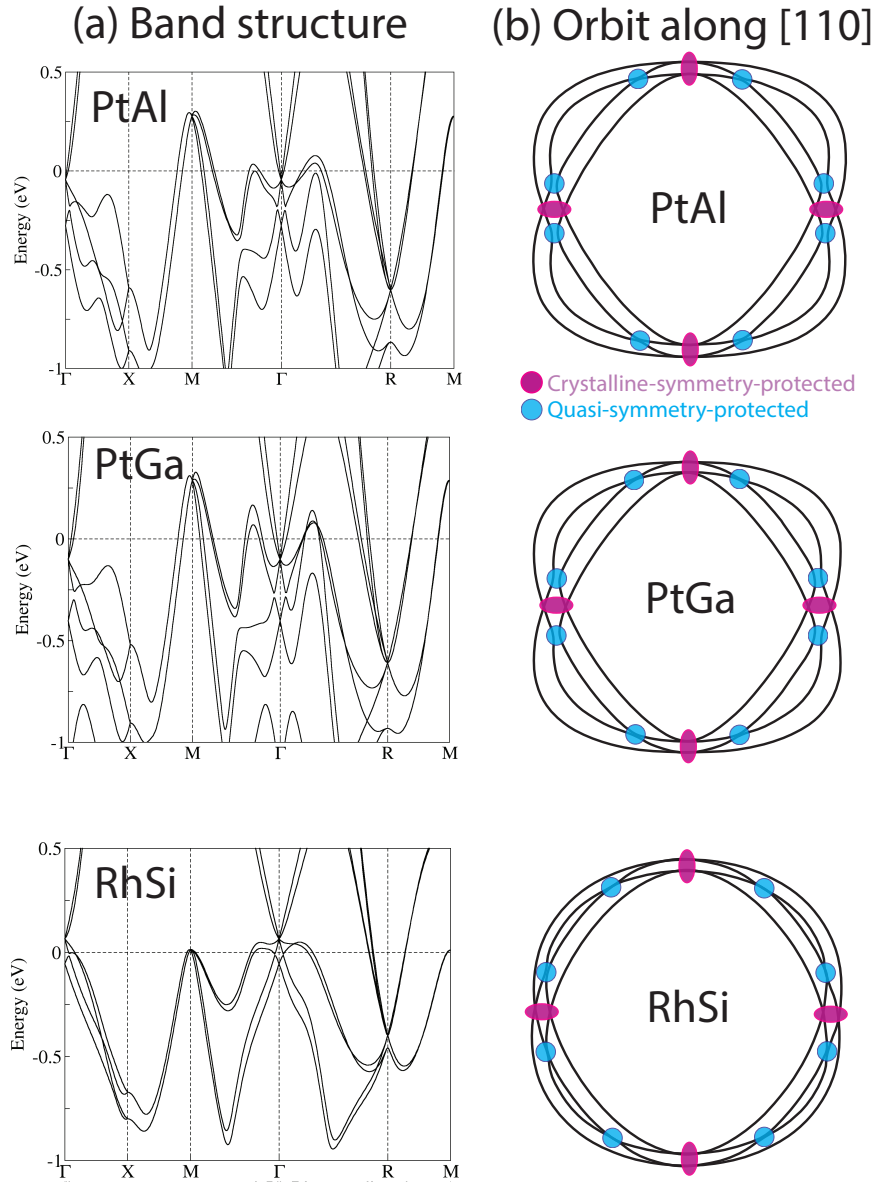 (a) Band structure
(b) Orbit along [110]
PtAl
Energy (eV)
0.5
0
-0.5
-1
Γ X M Γ R M
PtAl
Crystalline-symmetry-protected
Quasi-symmetry-protected
PtGa
Energy (eV)
0.5
0
-0.5
-1
Γ X M Γ R M
PtGa
RhSi
Energy (eV)
0.5
0
-0.5
-1
Γ X M Γ R M
RhSi